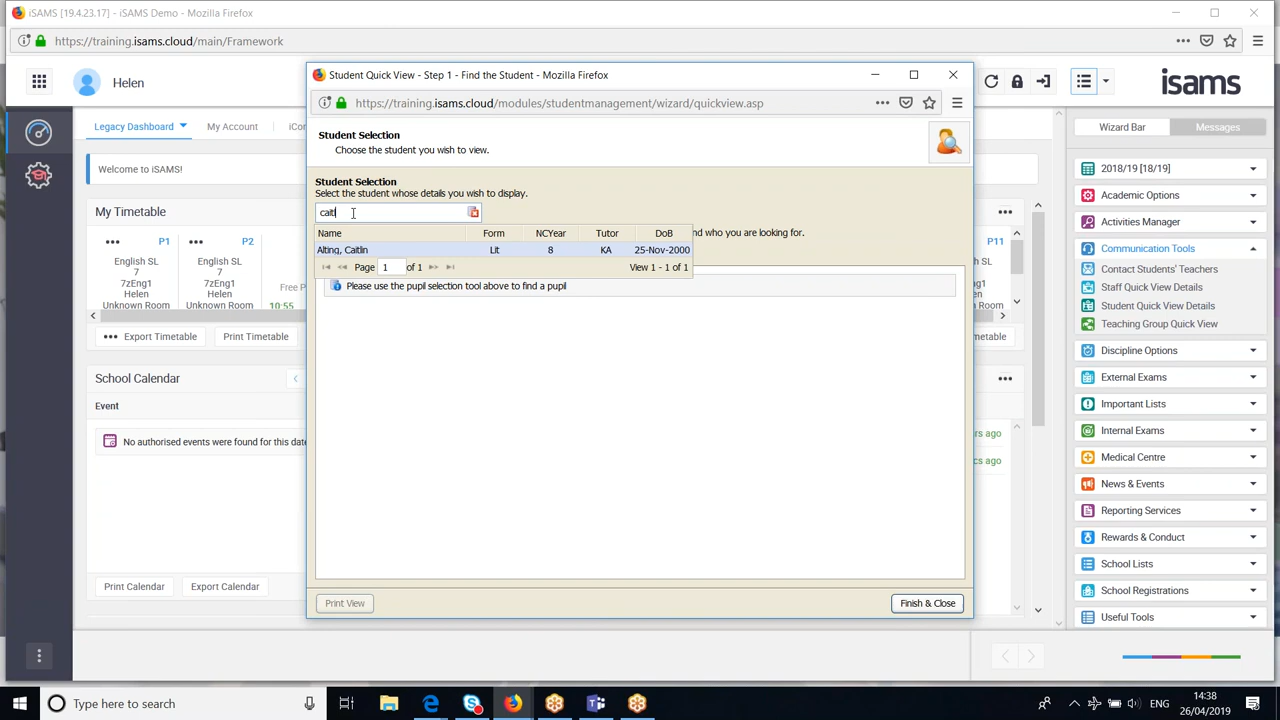 iSAMS [19.4.23.17] - iSAMS Demo - Mozilla Firefox
https://training.isams.cloud/main/Framework
Helen
isams
Legacy Dashboard
My Account
Welcome to iSAMS!
My Timetable
P1
P2
English SL
7
7zEng1
Helen
Unknown Room
English SL
7
7zEng1
Helen
Unknown Room
Free P
10:55
P11
Export Timetable
Print Timetable
School Calendar
Event
No authorised events were found for this date
Print Calendar
Export Calendar
Student Quick View - Step 1 - Find the Student - Mozilla Firefox
https://training.isams.cloud/modules/studentmanagement/wizard/quickview.asp
Student Selection
Choose the student you wish to view.
Student Selection
Select the student whose details you wish to display.
caitl
nd who you are looking for.
Name Form NCYear Tutor DoB
Alting, Caitlin Lit 8 KA 25-Nov-2000
Page 1 of 1 View 1 - 1 of 1
Please use the pupil selection tool above to find a pupil
Print View
Finish & Close
metable
rs ago
cs ago
Wizard Bar
Messages
2018/19 [18/19]
Academic Options
Activities Manager
Communication Tools
Contact Students' Teachers
Staff Quick View Details
Student Quick View Details
Teaching Group Quick View
Discipline Options
External Exams
Important Lists
Internal Exams
Medical Centre
News & Events
Reporting Services
Rewards & Conduct
School Lists
School Registrations
Useful Tools
Type here to search
ENG
14:38
26/04/2019